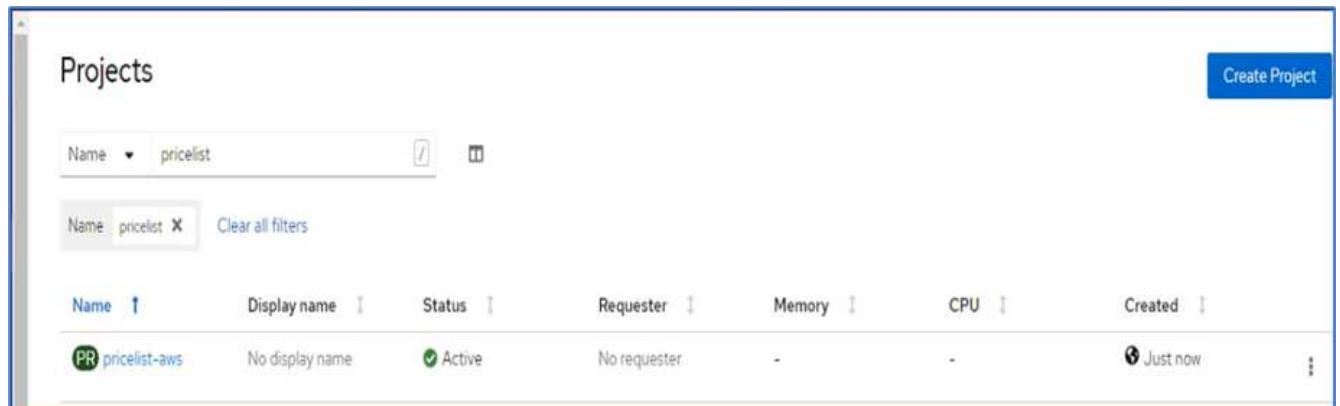 Projects
Create Project
Name pricelist /
Name pricelist X Clear all filters
Name Display name Status Requester Memory CPU Created
PR pricelist-aws No display name Active No requester - - Just now